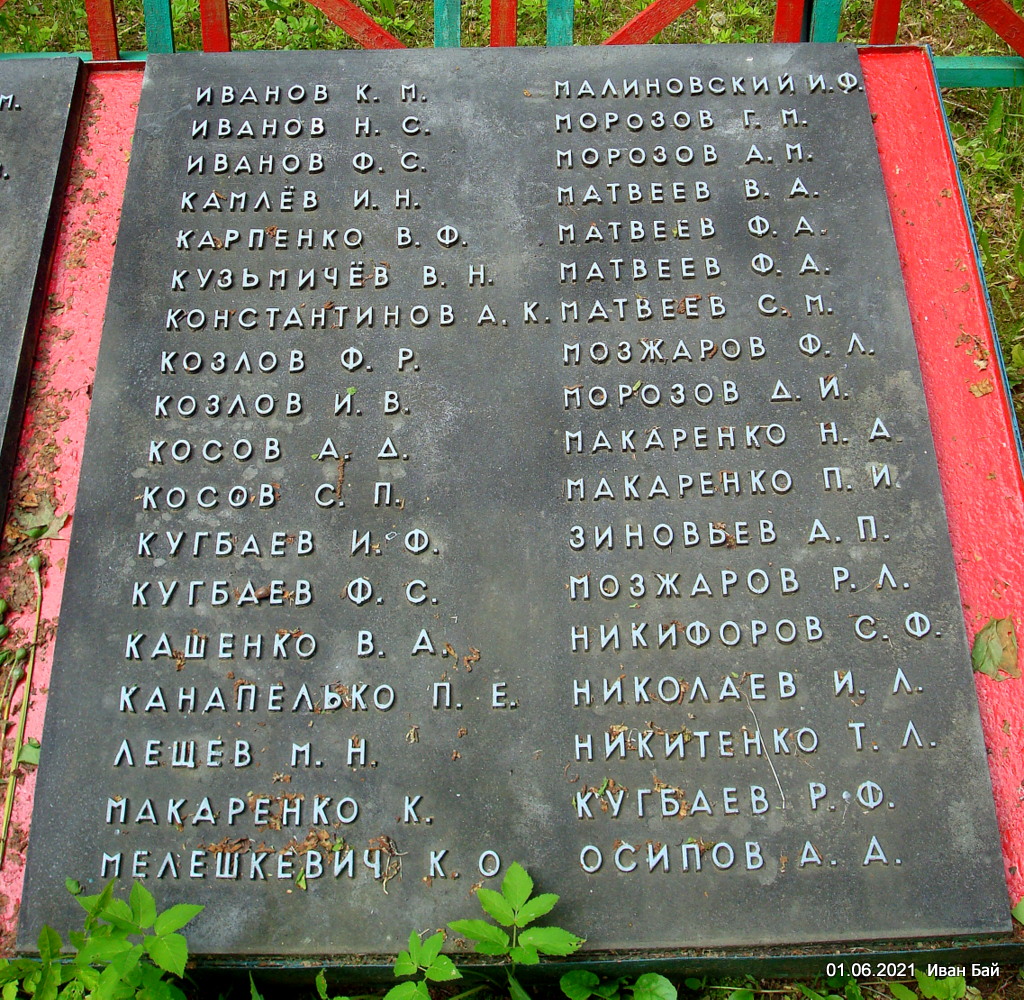 М.
ИВАНОВ К. М.
ИВАНОВ Н. С.
ИВАНОВ Ф. С.
КАМЛЁВ И. Н.
КАРПЕНКО В. Ф.
КУЗЬМИЧЁВ В. Н.
КОНСТАНТИНОВ А. К.
КОЗЛОВ Ф. Р.
КОЗЛОВ И. В.
КОСОВ А. Д.
КОСОВ С. П.
КУГБАЕВ И. Ф.
КУГБАЕВ Ф. С.
КАШЕНКО В. А.
КАНАПЕЛЬКО П. Е.
ЛЕЩЕВ М. Н.
МАКАРЕНКО К.
МЕЛЕШКЕВИЧ К. О
МАЛИНОВСКИЙ И.Ф.
МОРОЗОВ Г. М.
МОРОЗОВ А. М.
МАТВЕЕВ В. А.
МАТВЕЕВ Ф. А.
МАТВЕЕВ Ф. А.
МАТВЕЕВ С. М.
МОЗЖАРОВ Ф. Л.
МОРОЗОВ Д. И.
МАКАРЕНКО Н. А.
МАКАРЕНКО П. И
ЗИНОВЬЕВ А. П.
МОЗЖАРОВ Р. Л.
НИКИФОРОВ С. Ф.
НИКОЛАЕВ И. Л.
НИКИТЕНКО Т. Л.
КУГБАЕВ Р. Ф.
ОСИПОВ А. А.
01.06.2021 Иван Бай